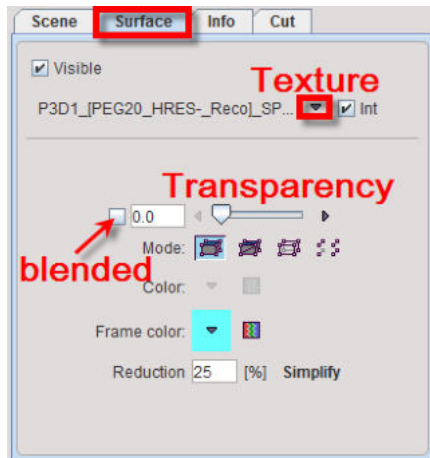 Scene Surface Info Cut
Visible
Texture
P3D1_[PEG20_HRES-_Reco]_SP... Int
Transparency
0.0
Mode:
blended
Color:
Frame color:
Reduction 25 [%] Simplify